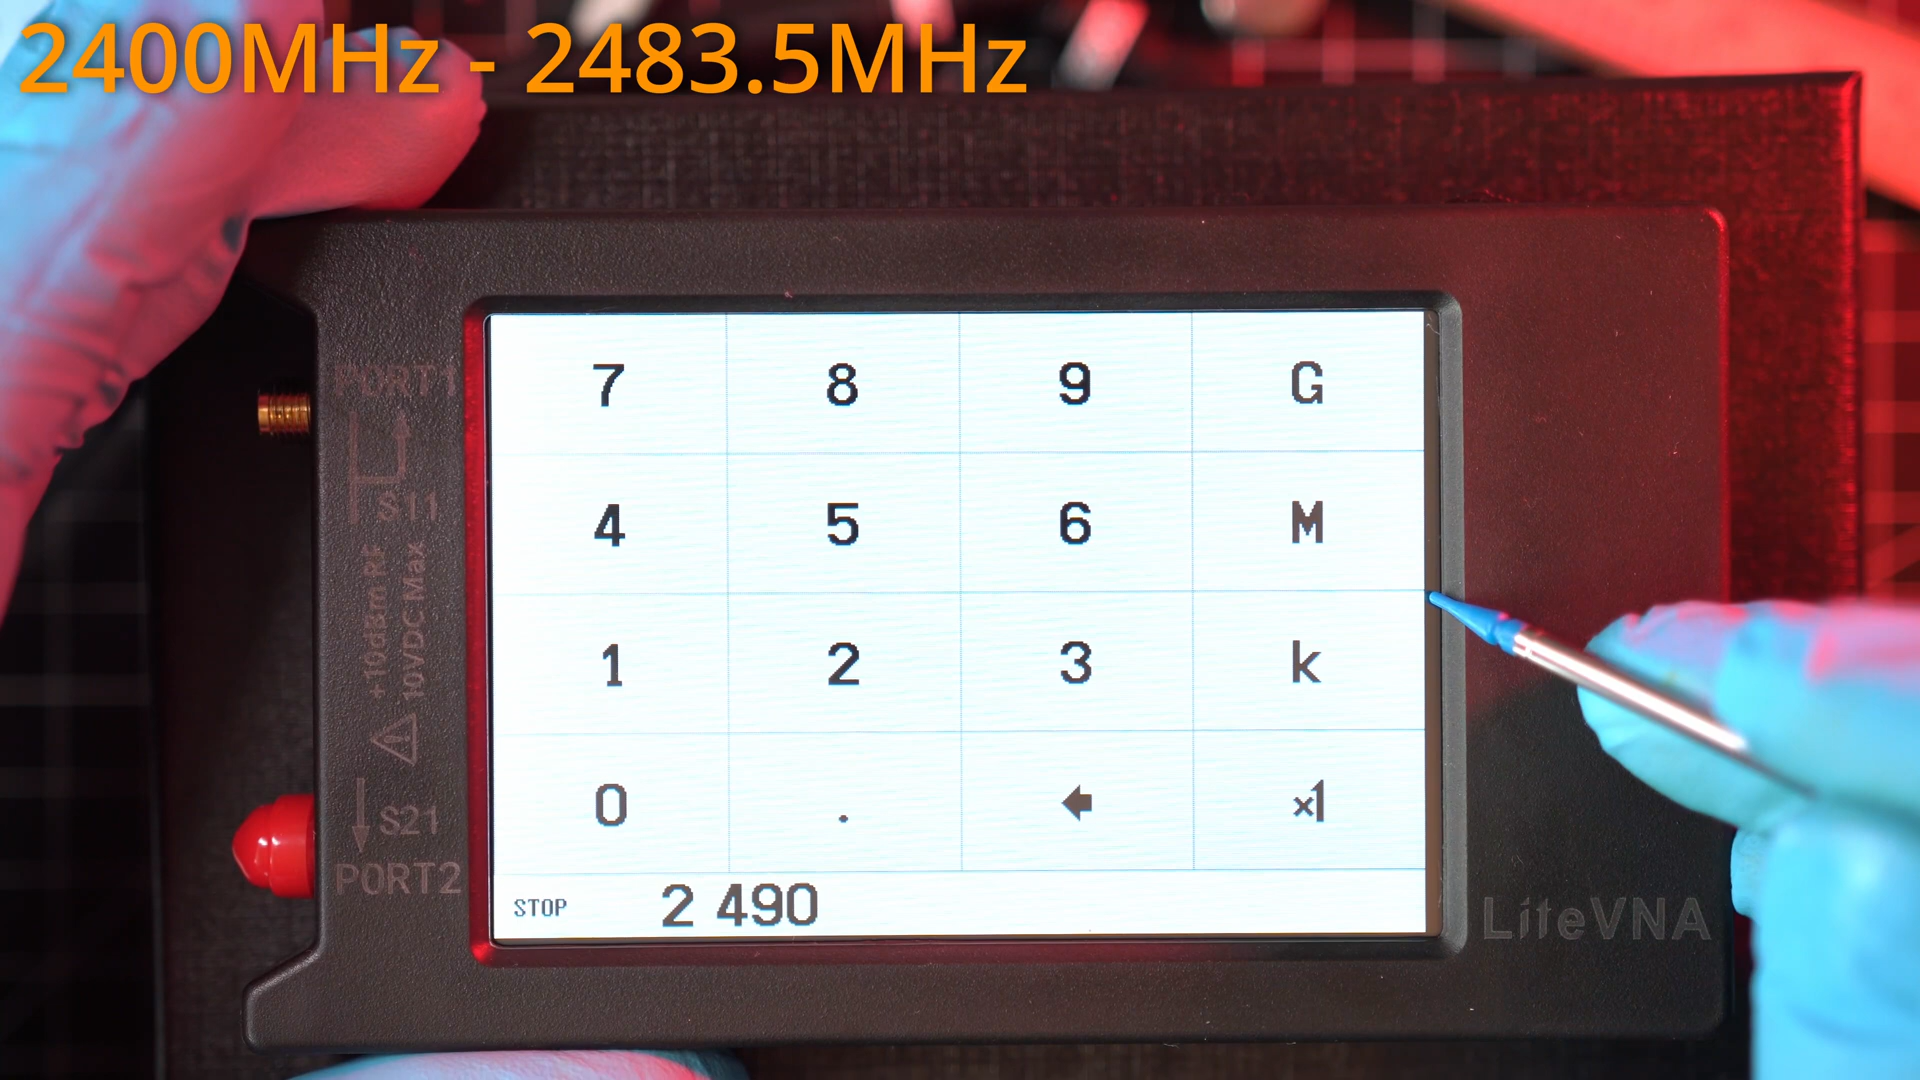 2400MHz - 2483.5MHz
PORT1
S11
+10dBm RF
10VDC Max
S21
PORT2
7 8 9 G
4 5 6 M
1 2 3 k
0 . ×1
STOP 2 490
LiteVNA